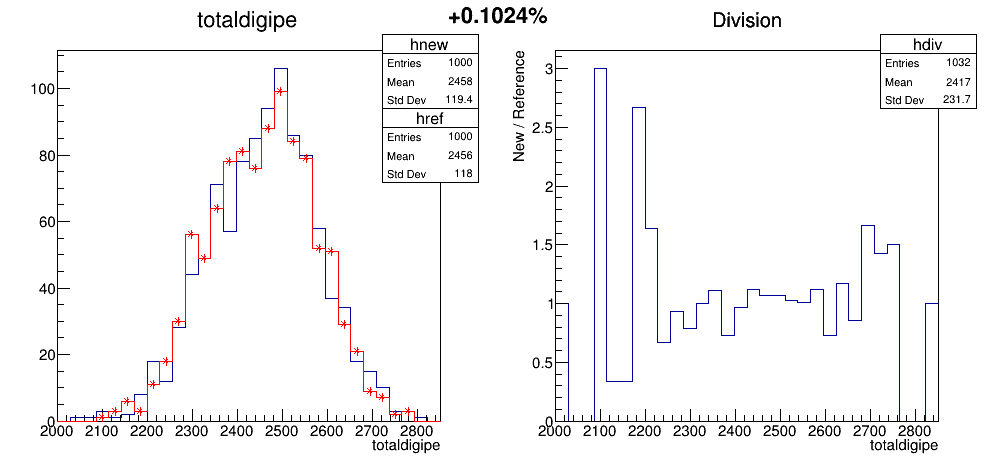 totaldigipe
+0.1024%
Division
hnew
Entries 1000
Mean 2458
Std Dev 119.4
href
Entries 1000
Mean 2456
Std Dev 118
100
80
60
40
20
0
2000 2100 2200 2300 2400 2500 2600 2700 2800
totaldigipe
hdiv
Entries 1032
Mean 2417
Std Dev 231.7
New / Reference
3
2.5
2
1.5
1
0.5
0
2000 2100 2200 2300 2400 2500 2600 2700 2800
totaldigipe